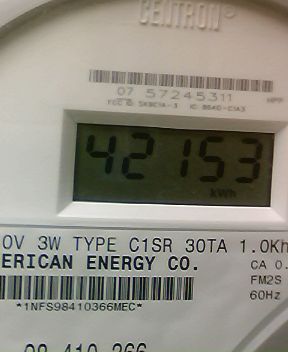 CENTRON®
07 57245311
42153
kWh
0V 3W TYPE C1SR 30TA 1.0Kh
ERICAN ENERGY CO.
CA 0.
FM2S
*1NFS98410366MEC*
60Hz